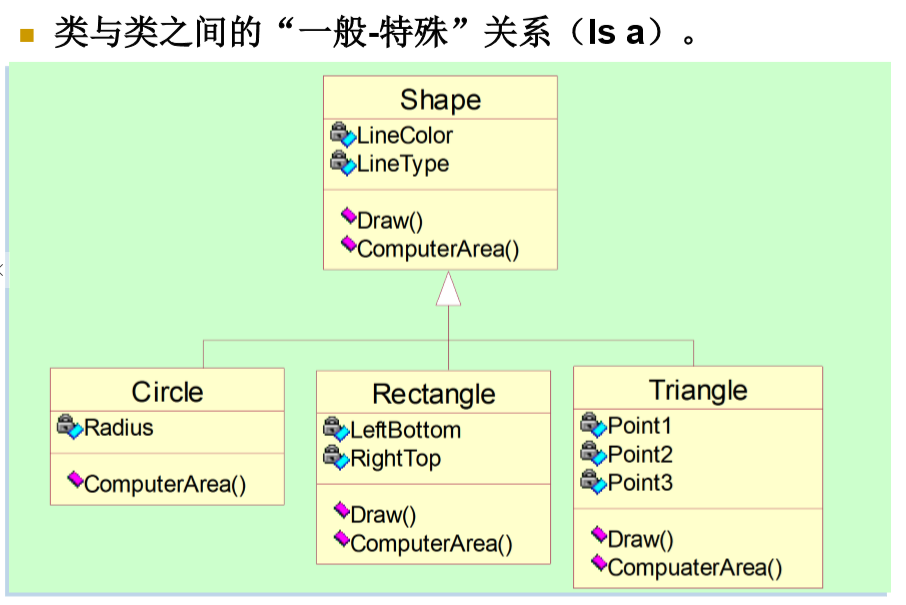 类与类之间的“一般-特殊”关系（Is a）。
Shape
LineColor
LineType
Draw()
ComputerArea()
Circle
Radius
ComputerArea()
Rectangle
LeftBottom
RightTop
Draw()
ComputerArea()
Triangle
Point1
Point2
Point3
Draw()
CompuaterArea()